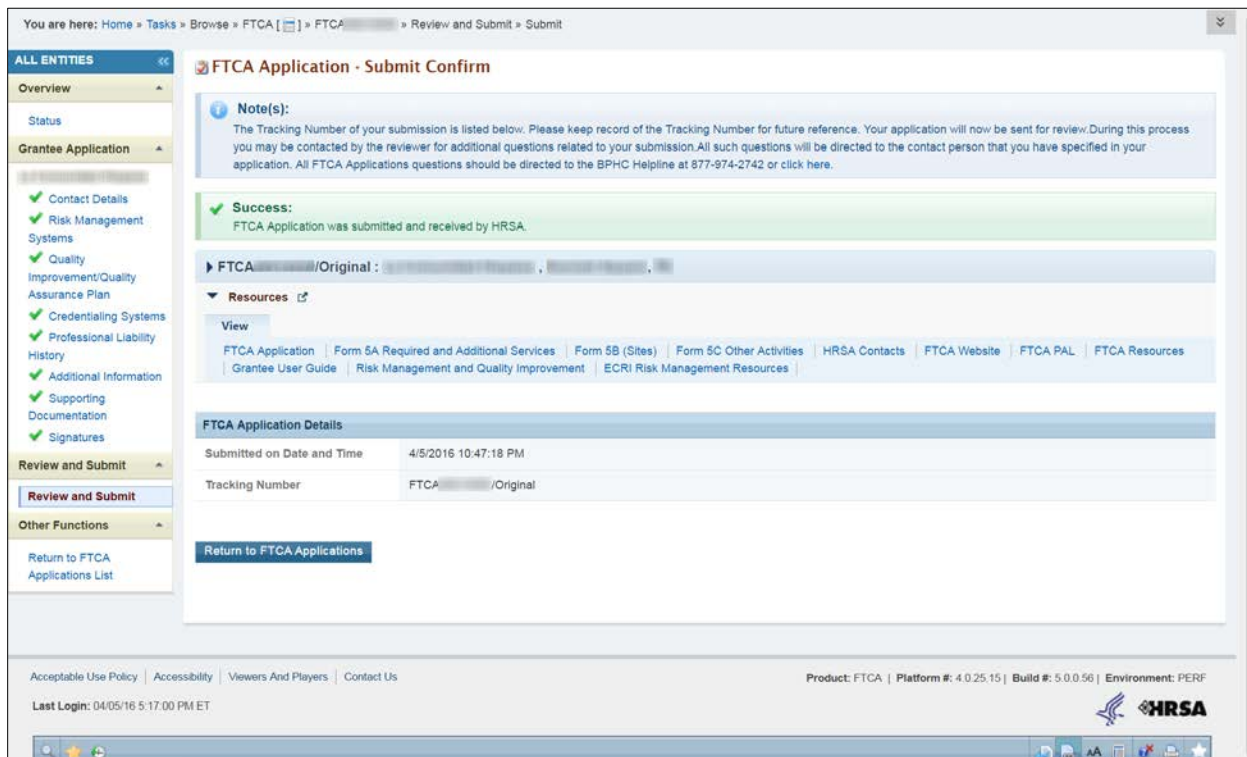 You are here: Home » Tasks » Browse » FTCA [ ] » FTCA » Review and Submit » Submit
ALL ENTITIES «
Overview
Status
Grantee Application
Contact Details
Risk Management
Systems
Quality
Improvement/Quality
Assurance Plan
Credentialing Systems
Professional Liability
History
Additional Information
Supporting
Documentation
Signatures
Review and Submit
Review and Submit
Other Functions
Return to FTCA
Applications List
FTCA Application - Submit Confirm
Note(s):
The Tracking Number of your submission is listed below. Please keep record of the Tracking Number for future reference. Your application will now be sent for review.During this process
you may be contacted by the reviewer for additional questions related to your submission.All such questions will be directed to the contact person that you have specified in your
application. All FTCA Applications questions should be directed to the BPHC Helpline at 877-974-2742 or click here.
Success:
FTCA Application was submitted and received by HRSA.
FTCA /Original : , ,
Resources
View
FTCA Application | Form 5A Required and Additional Services | Form 5B (Sites) | Form 5C Other Activities | HRSA Contacts | FTCA Website | FTCA PAL | FTCA Resources
| Grantee User Guide | Risk Management and Quality Improvement | ECRI Risk Management Resources |
FTCA Application Details
Submitted on Date and Time 4/5/2016 10:47:18 PM
Tracking Number FTCA /Original
Return to FTCA Applications
Acceptable Use Policy | Accessibility | Viewers And Players | Contact Us
Product: FTCA | Platform #: 4.0.25.15 | Build #: 5.0.0.56 | Environment: PERF
Last Login: 04/05/16 5:17:00 PM ET
HRSA
AA